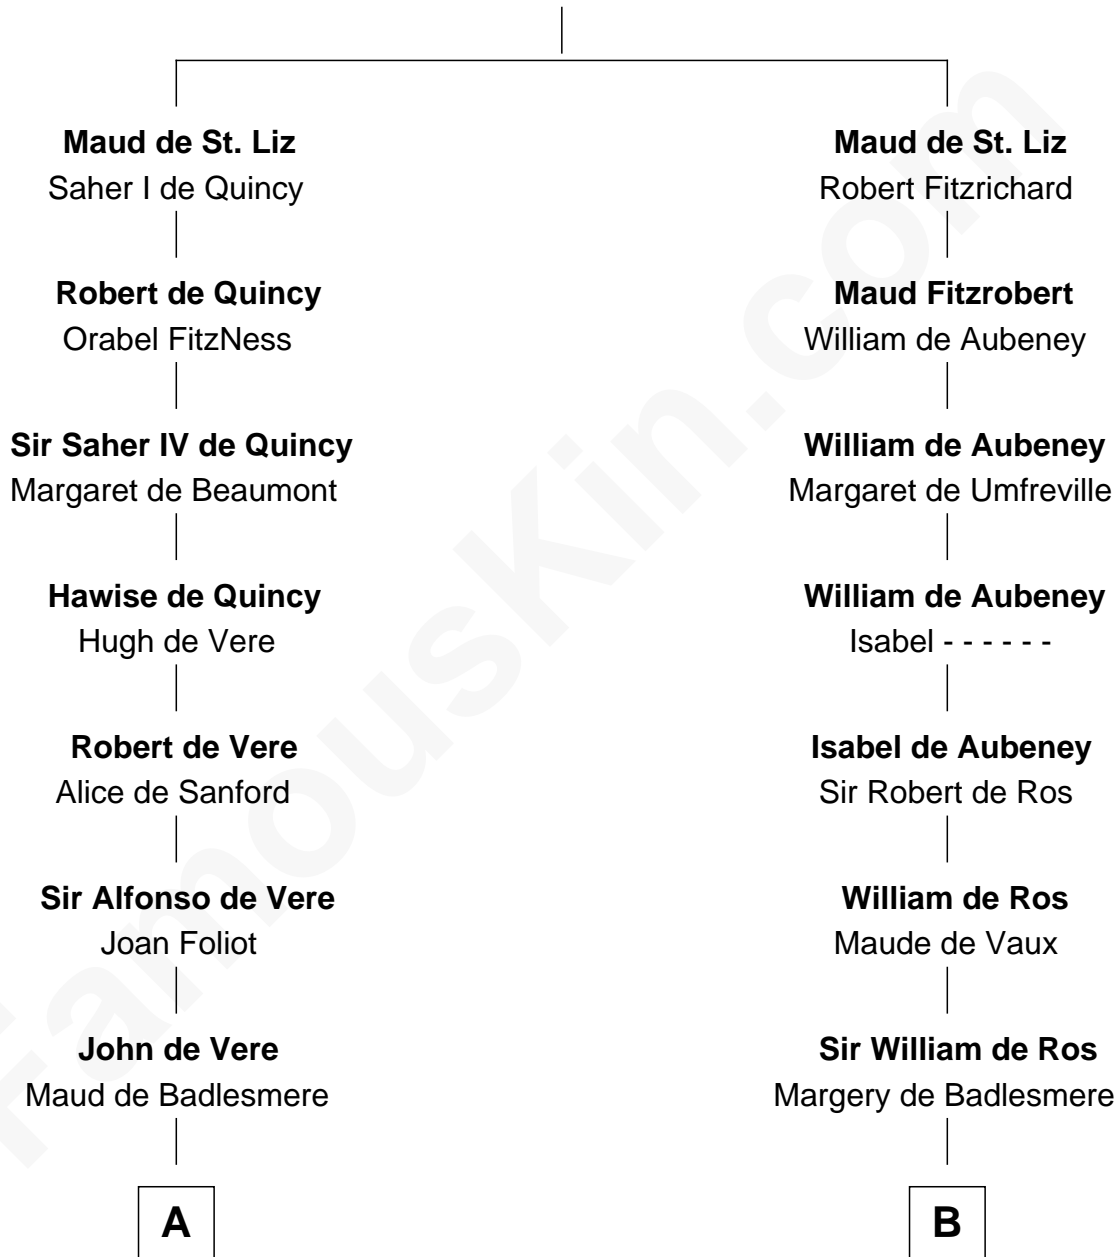 Maud de St. Liz
Saher I de Quincy
Robert de Quincy
Orabel FitzNess
Sir Saher IV de Quincy
Margaret de Beaumont
Hawise de Quincy
Hugh de Vere
Robert de Vere
Alice de Sanford
Sir Alfonso de Vere
Joan Foliot
John de Vere
Maud de Badlesmere
A
Maud de St. Liz
Robert Fitzrichard
Maud Fitzrobert
William de Aubeney
William de Aubeney
Margaret de Umfreville
William de Aubeney
Isabel - - - - - -
Isabel de Aubeney
Sir Robert de Ros
William de Ros
Maude de Vaux
Sir William de Ros
Margery de Badlesmere
B
FamousKin.com